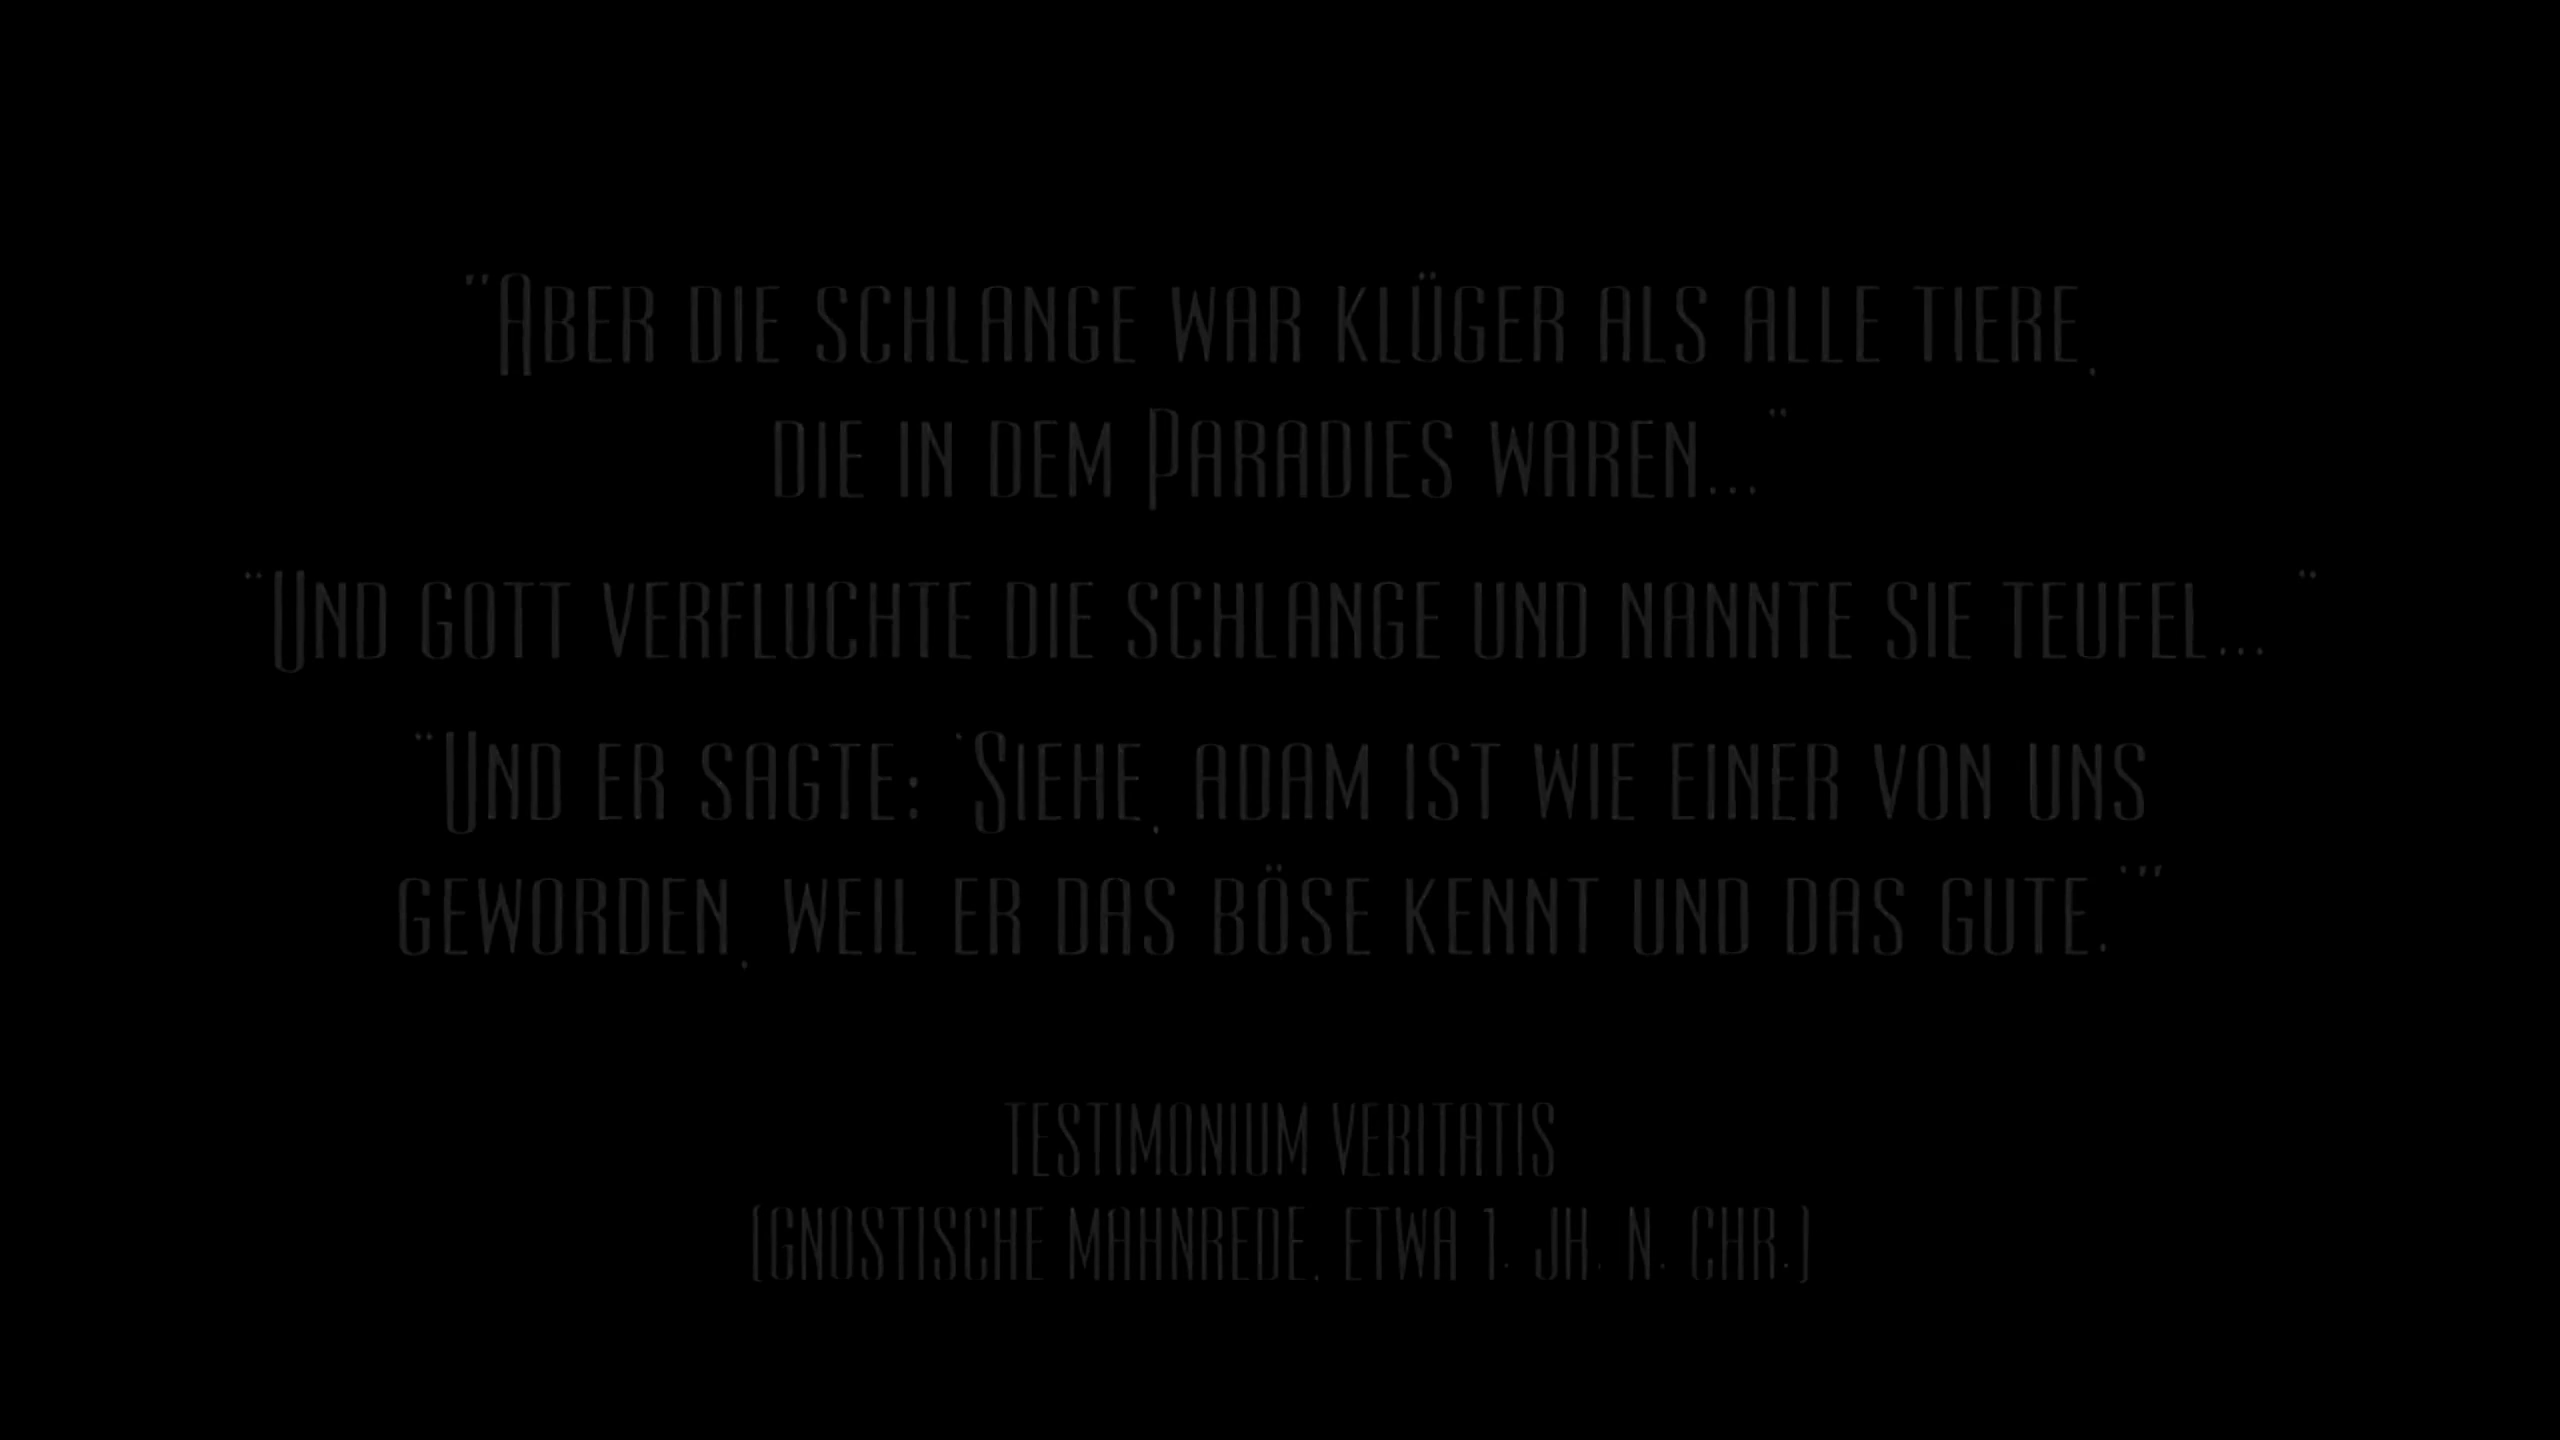 "Aber die schlange war klüger als alle tiere,
die in dem Paradies waren..."
"Und gott verfluchte die schlange und nannte sie teufel... "
"Und er sagte: 'Siehe, adam ist wie einer von uns
geworden, weil er das böse kennt und das gute.'"
TESTIMONIUM VERITATIS
(GNOSTISCHE MAHNREDE, ETWA 1. JH. N. CHR.)